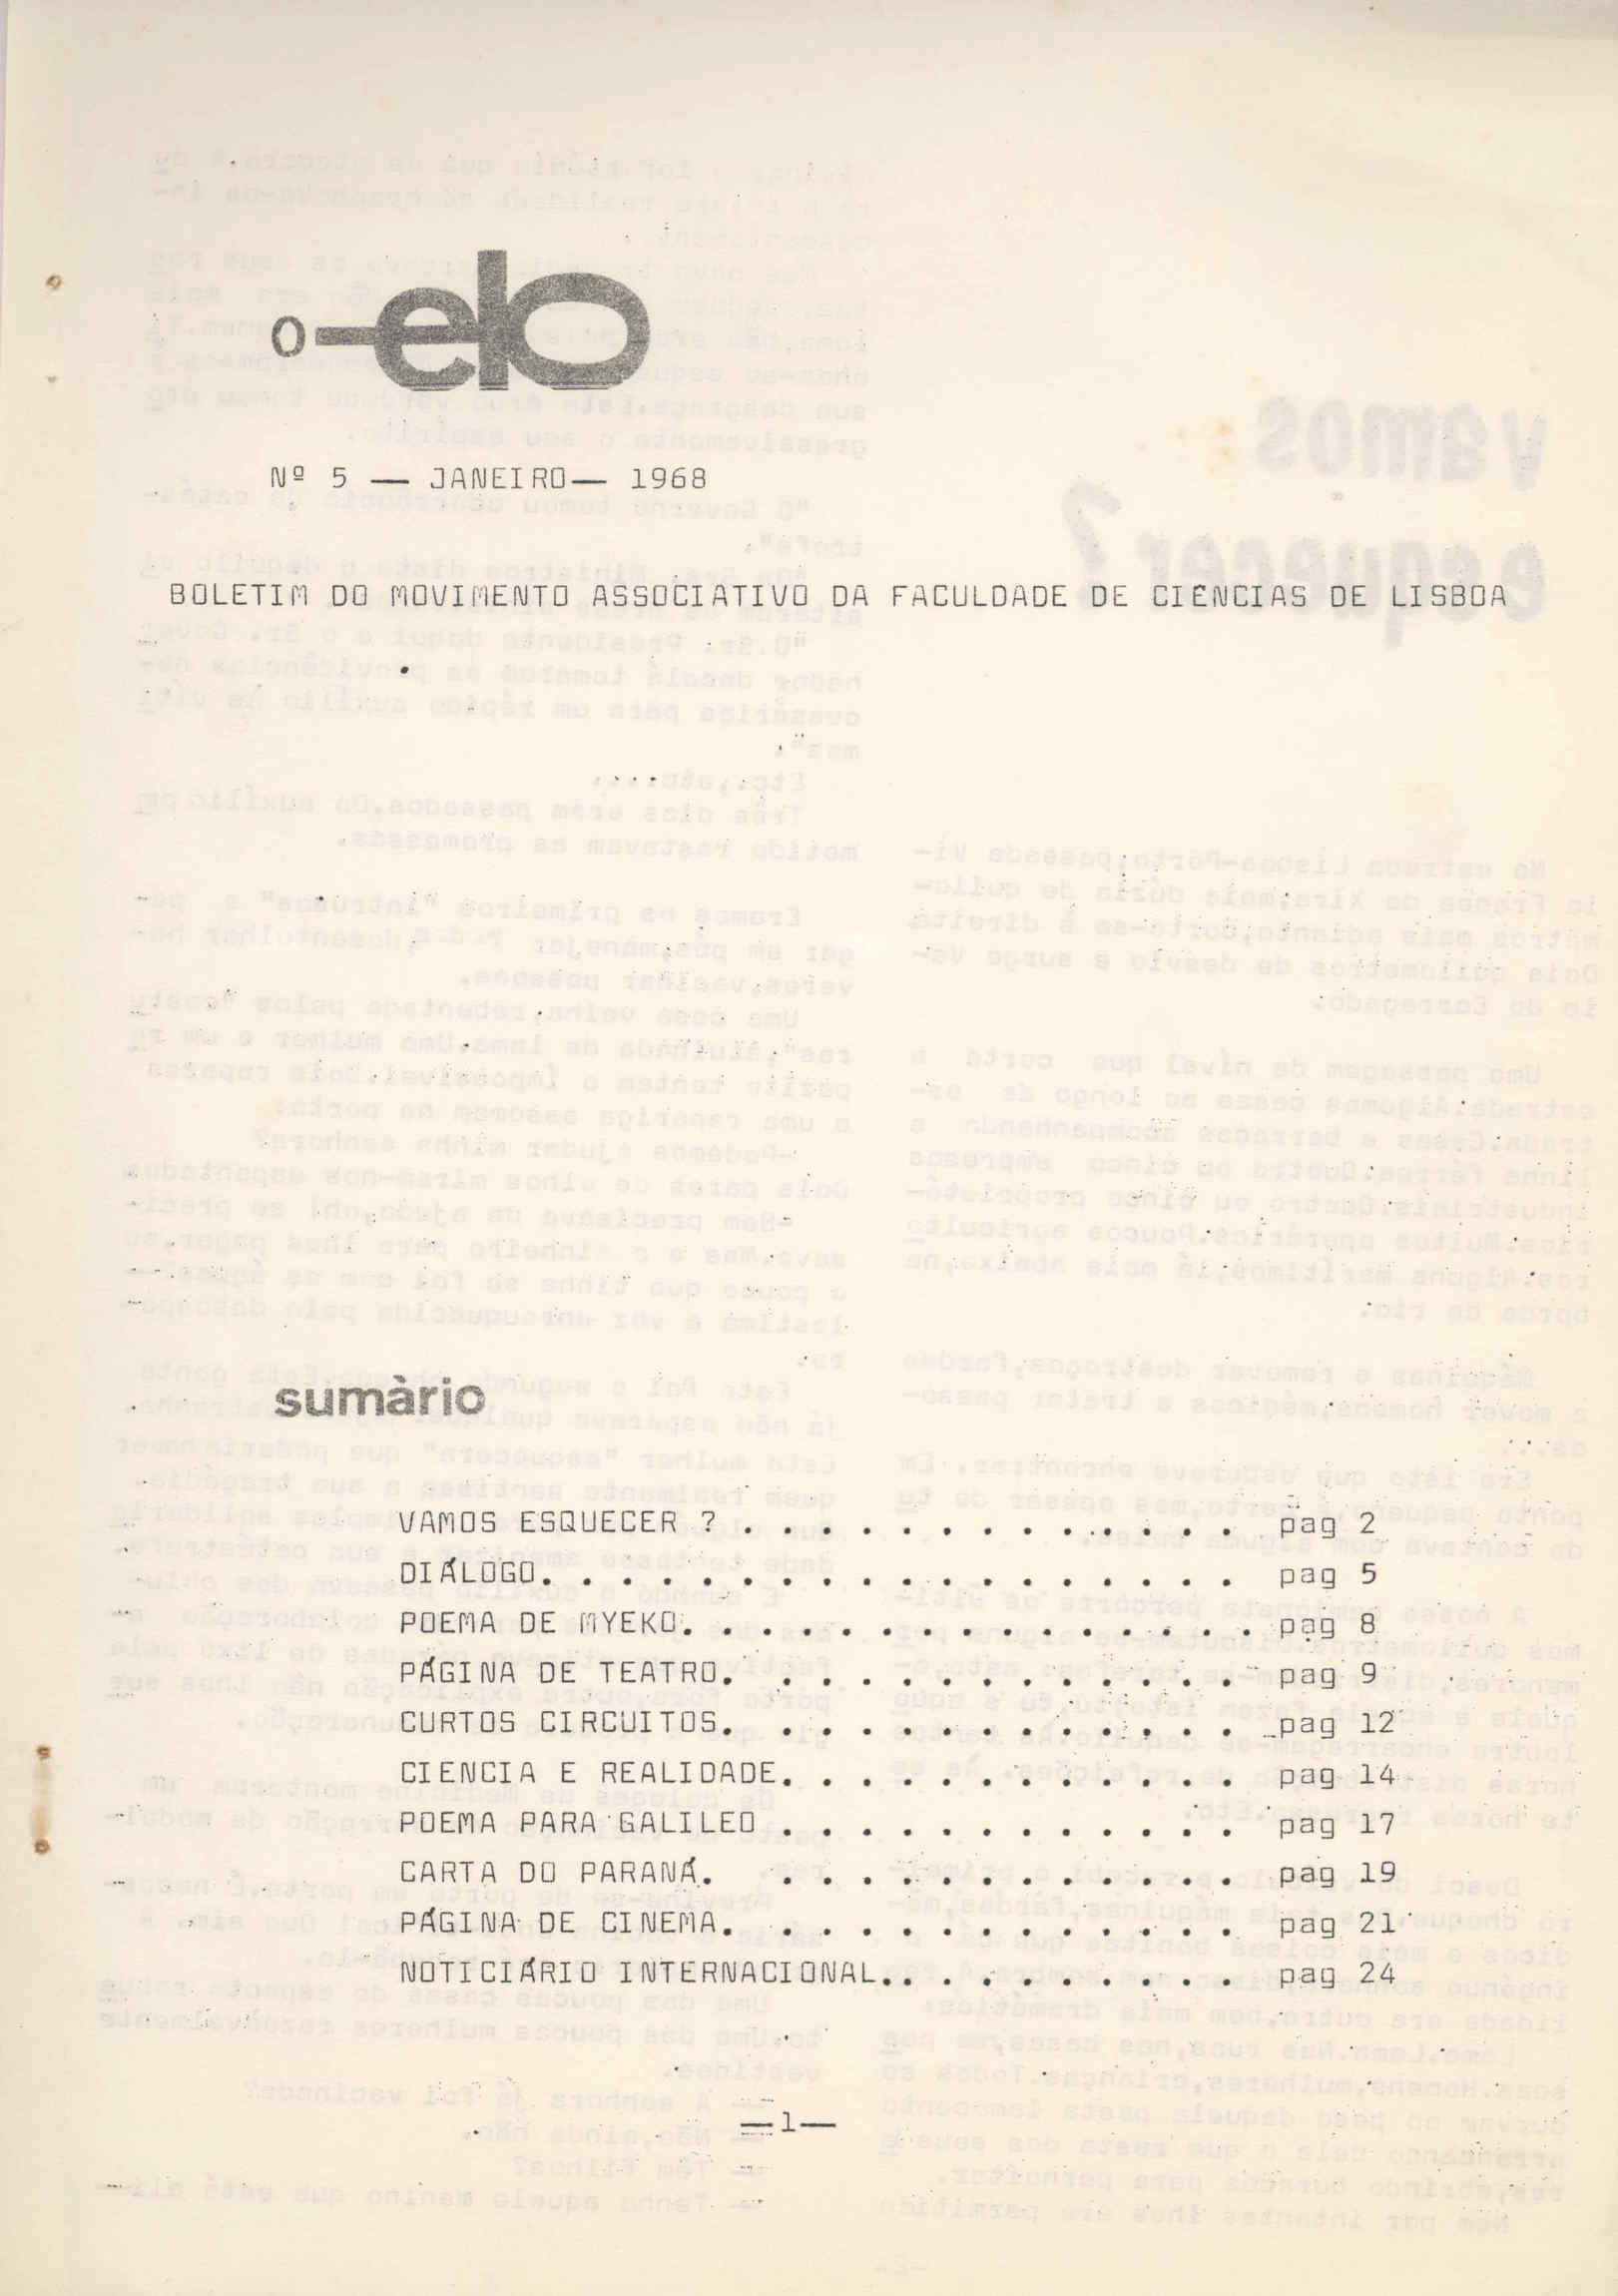 o-elo
Nº 5 — JANEIRO— 1968
BOLETIM DO MOVIMENTO ASSOCIATIVO DA FACULDADE DE CIENCIAS DE LISBOA
sumàrio
VAMOS ESQUECER ? . . . . . . . . . . . . . pag 2
DIÁLOGO. . . . . . . . . . . . . . . . . . pag 5
POEMA DE MYEKO. . . . . . . . . . . . . . . pag 8
PÁGINA DE TEATRO. . . . . . . . . . . . . pag 9
CURTOS CIRCUITOS. . . . . . . . . . . . . pag 12
CIENCIA E REALIDADE. . . . . . . . . . . . pag 14
POEMA PARA GALILEO . . . . . . . . . . . . pag 17
CARTA DO PARANÁ. . . . . . . . . . . . . pag 19
PÁGINA DE CINEMA. . . . . . . . . . . . . pag 21
NOTICIÁRIO INTERNACIONAL.. . . . . . . . . pag 24
—1—